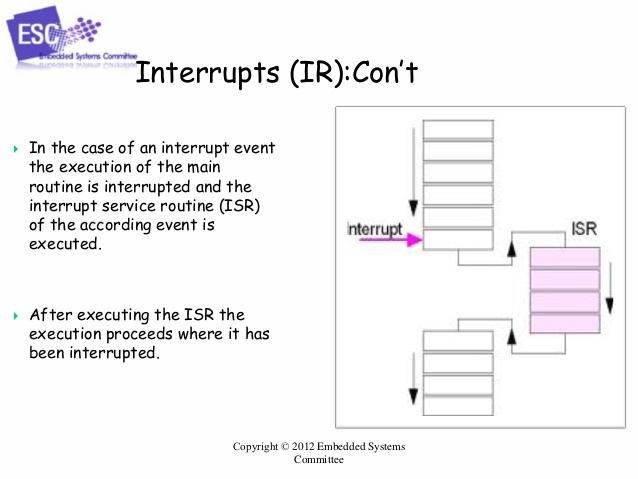 ESC
Embedded Systems Committee
Interrupts (IR):Con't
In the case of an interrupt event
the execution of the main
routine is interrupted and the
interrupt service routine (ISR)
of the according event is
executed.
Interrupt
ISR
After executing the ISR the
execution proceeds where it has
been interrupted.
Copyright © 2012 Embedded Systems
Committee